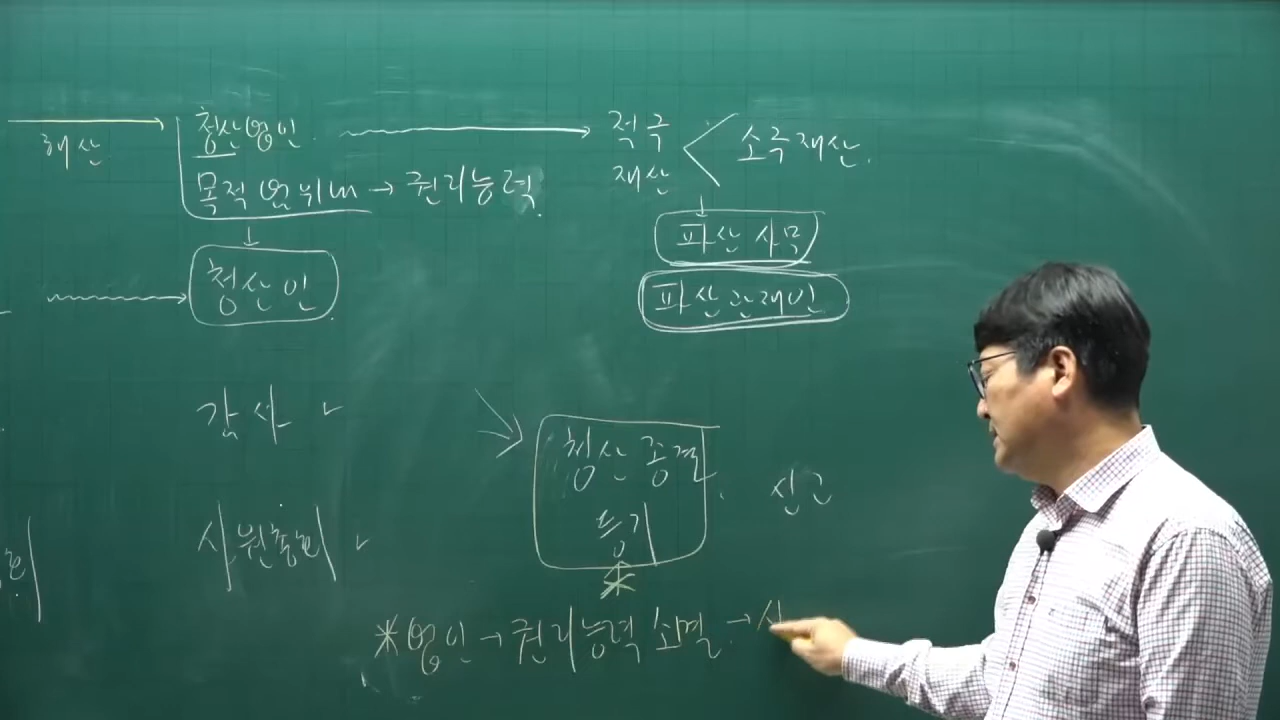 해산
청산법인
목적 범위내 → 권리능력.
↓
청산인
적극
재산
소극재산.
↓
파산 사무
파산관재인
감사 ✓
사원총회 ✓
청산 종결
등기
신고
*법인 → 권리능력 소멸 →